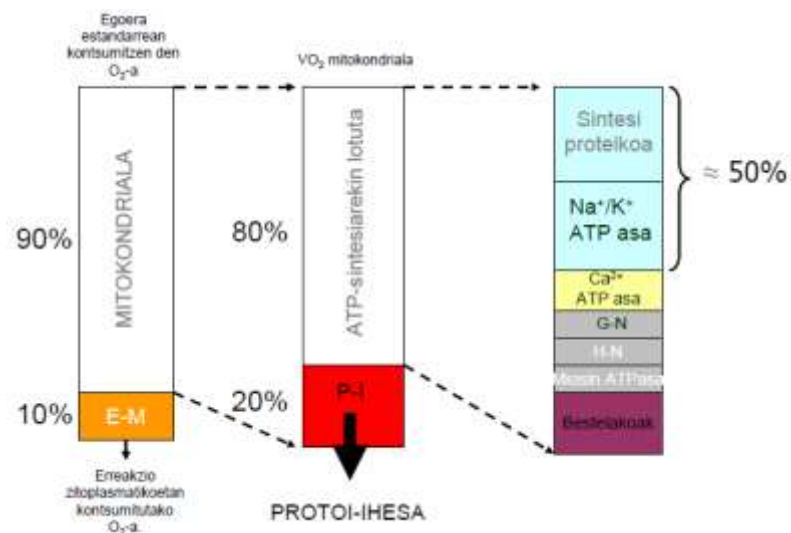 Egoera
estandarrean
kontsumitzen den
O₂-a
MITOKONDRIALA
90%
10%
E-M
Erreakzio
zitoplasmatikoetan
kontsumitutako
O₂-a.
VO₂ mitokondriala
ATP-sintesiarekin lotuta
80%
20%
P-I
PROTOI-IHESA
Sintesi
proteikoa
Na⁺/K⁺
ATP asa
≈ 50%
Ca²⁺
ATP asa
G-N
H-N
Miosin ATPasa
Bestelakoak